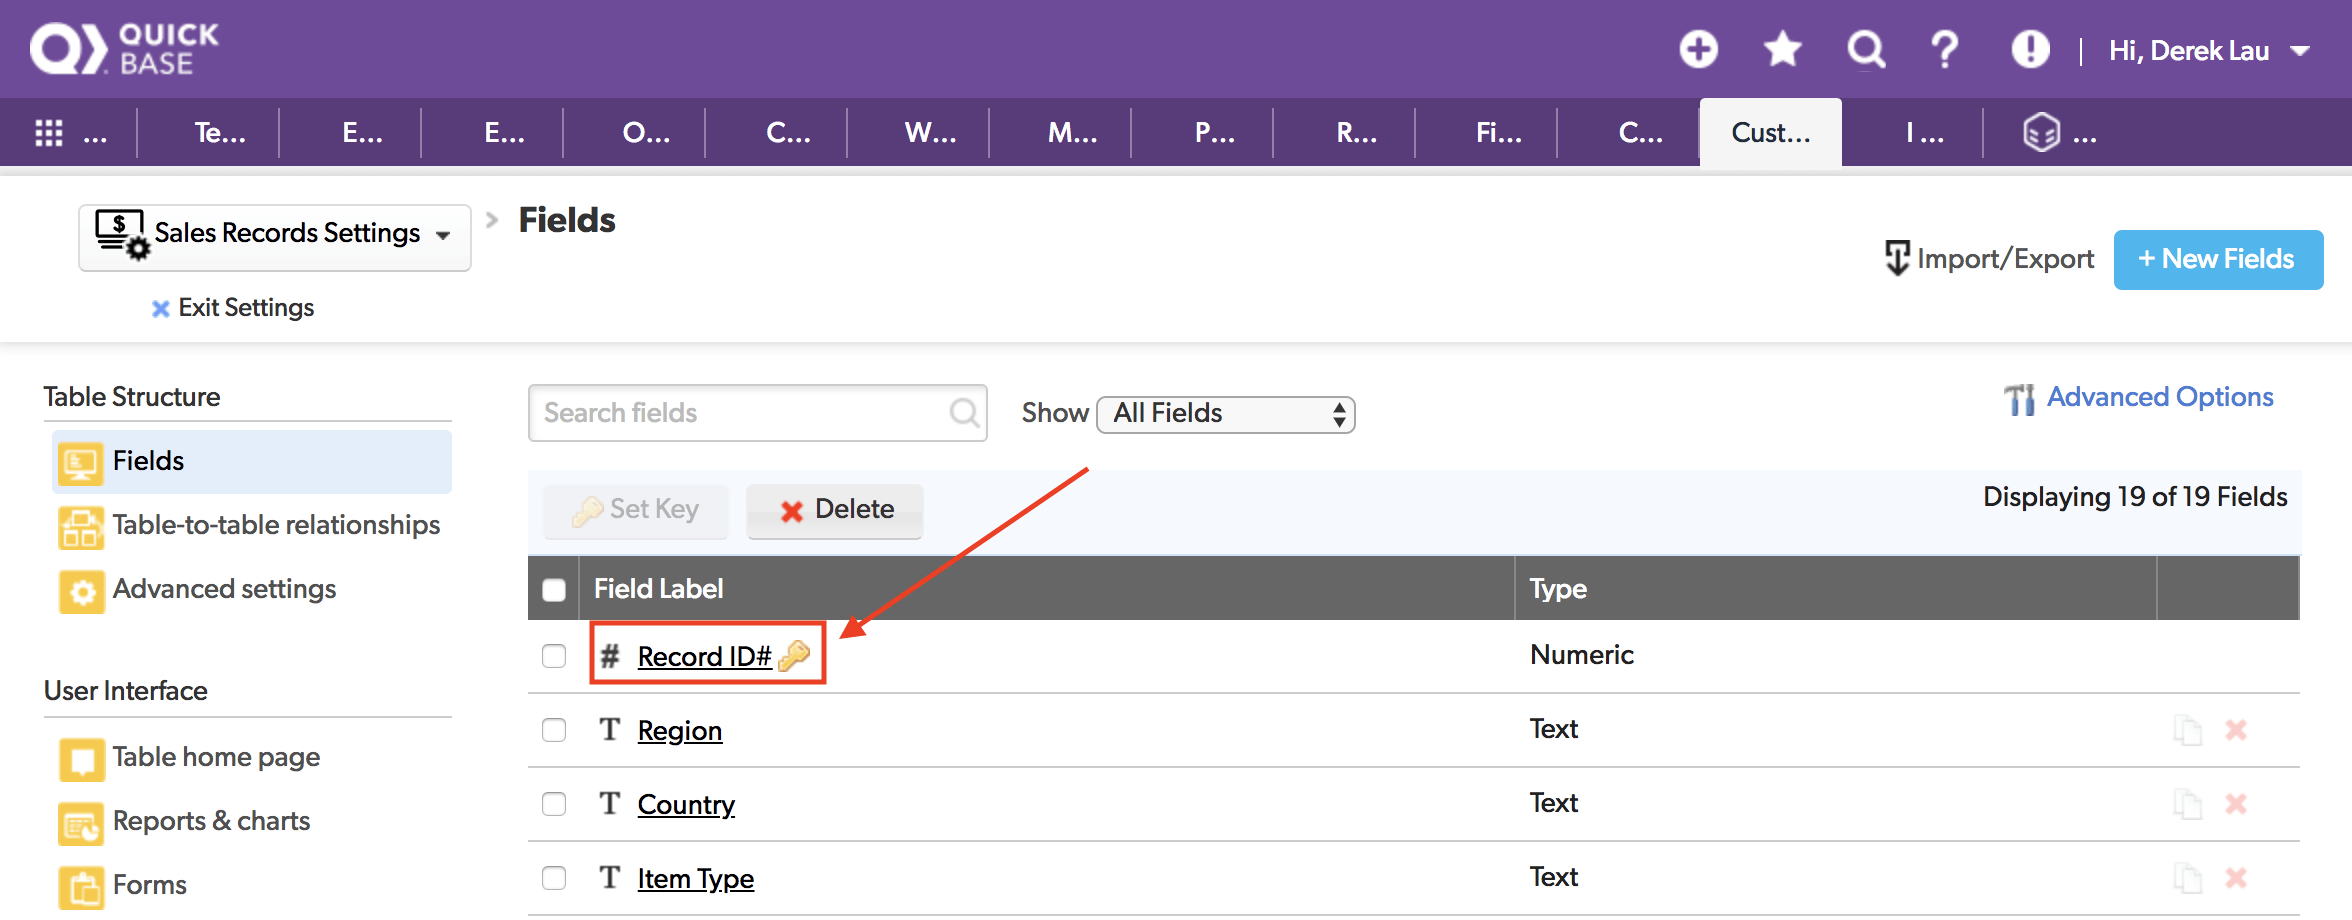 QUICK
BASE
Hi, Derek Lau
...
Te...
E...
E...
O...
C...
W...
M...
P...
R...
Fi...
C...
Cust...
I ...
...
Sales Records Settings
Fields
Import/Export
+ New Fields
Exit Settings
Table Structure
Fields
Table-to-table relationships
Advanced settings
User Interface
Table home page
Reports & charts
Forms
Search fields
Show
All Fields
Advanced Options
Set Key
Delete
Displaying 19 of 19 Fields
Field Label
Type
# Record ID#
Numeric
T Region
Text
T Country
Text
T Item Type
Text